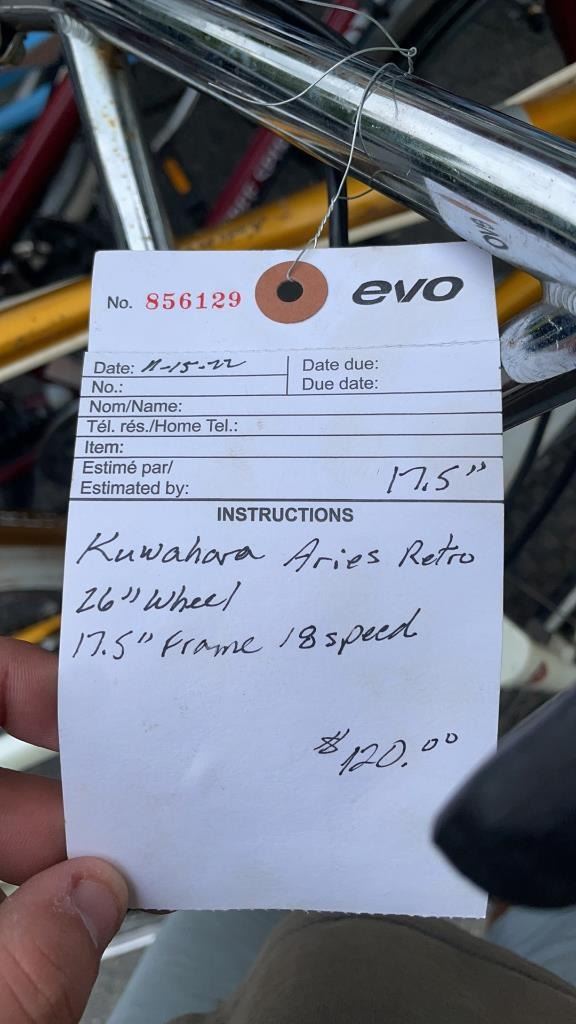 No. 856129 evo
Date: 11-15-22
Date due:
No.:
Due date:
Nom/Name:
Tél. rés./Home Tel.:
Item:
Estimé par/
Estimated by: 17.5"
INSTRUCTIONS
Kuwahara Aries Retro
26" Wheel
17.5" Frame 18 speed
$120.00